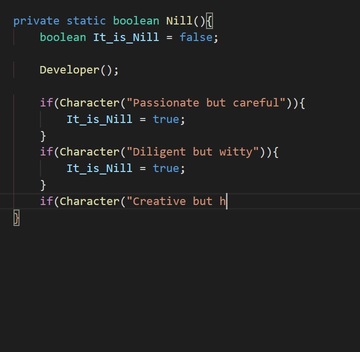 private static boolean Nill(){
boolean It_is_Nill = false;
Developer();
if(Character("Passionate but careful")){
It_is_Nill = true;
}
if(Character("Diligent but witty")){
It_is_Nill = true;
}
if(Character("Creative but h
}